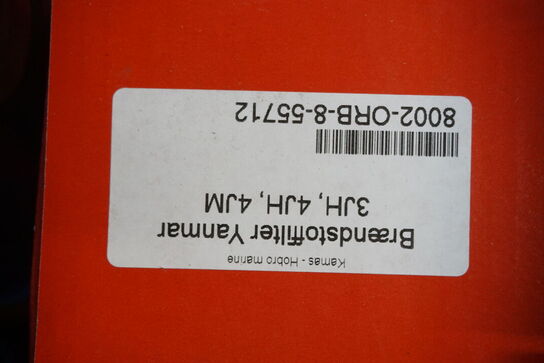 Kamas - Hobro marine
Brændstoffilter Yanmar
3JH, 4JH, 4JM
8002-ORB-8-55712